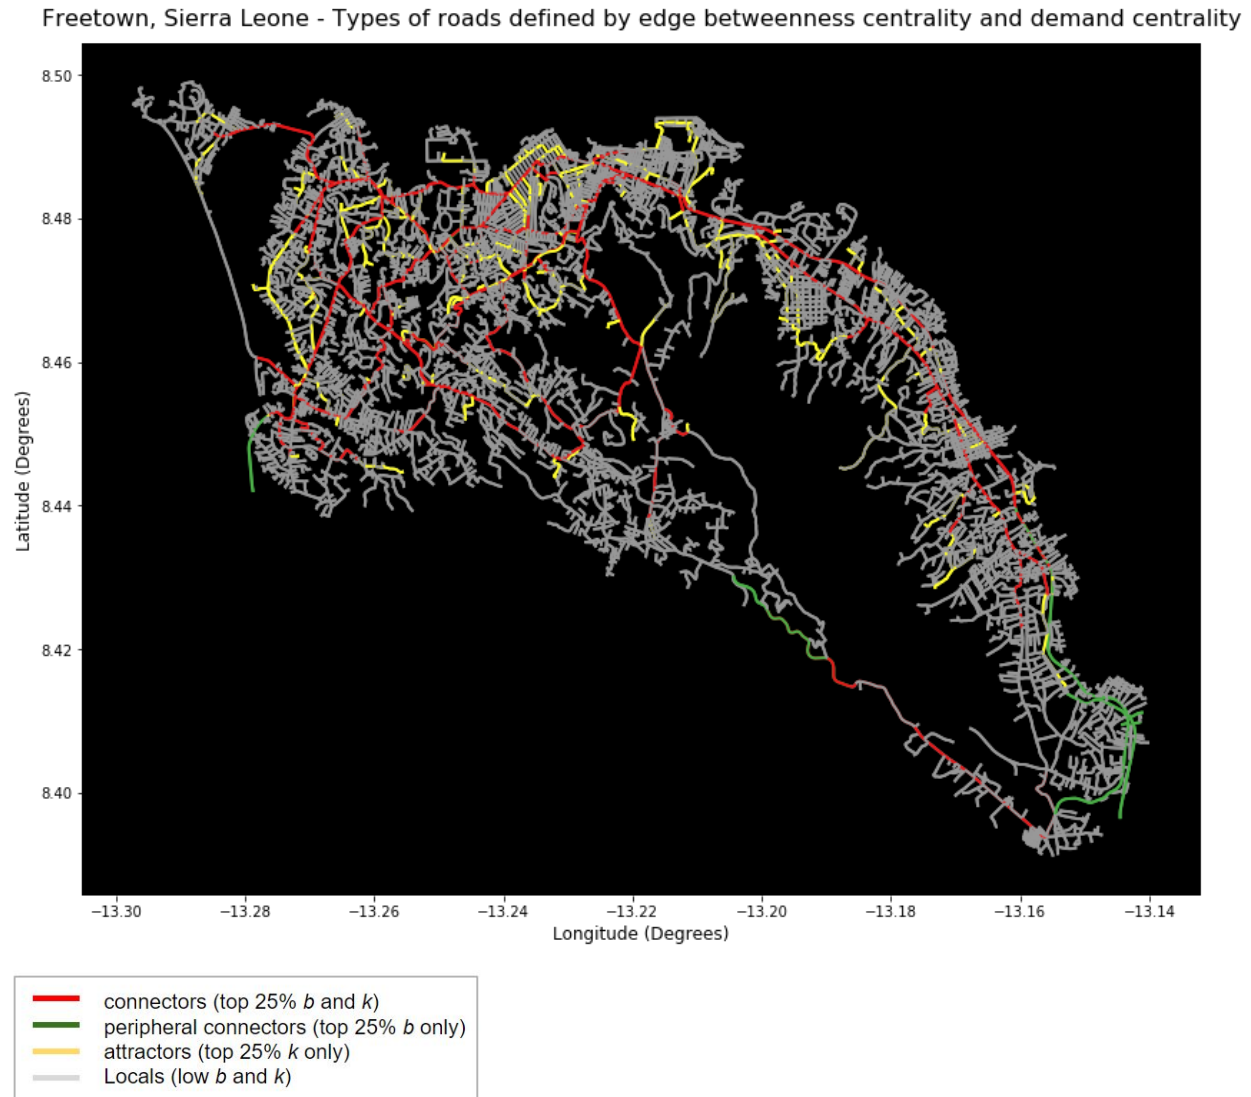 Freetown, Sierra Leone - Types of roads defined by edge betweenness centrality and demand centrality
8.50
8.48
8.46
8.44
8.42
8.40
Latitude (Degrees)
−13.30 −13.28 −13.26 −13.24 −13.22 −13.20 −13.18 −13.16 −13.14
Longitude (Degrees)
connectors (top 25% b and k)
peripheral connectors (top 25% b only)
attractors (top 25% k only)
Locals (low b and k)